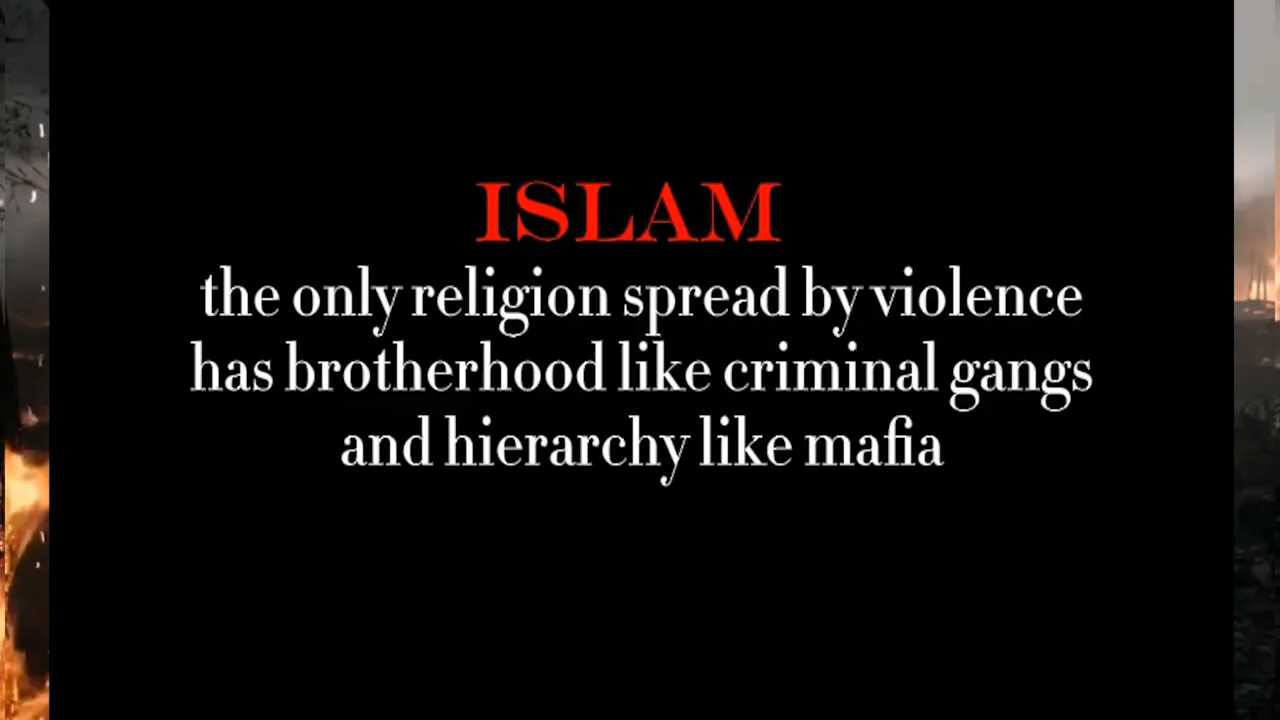 ISLAM
the only religion spread by violence
has brotherhood like criminal gangs
and hierarchy like mafia